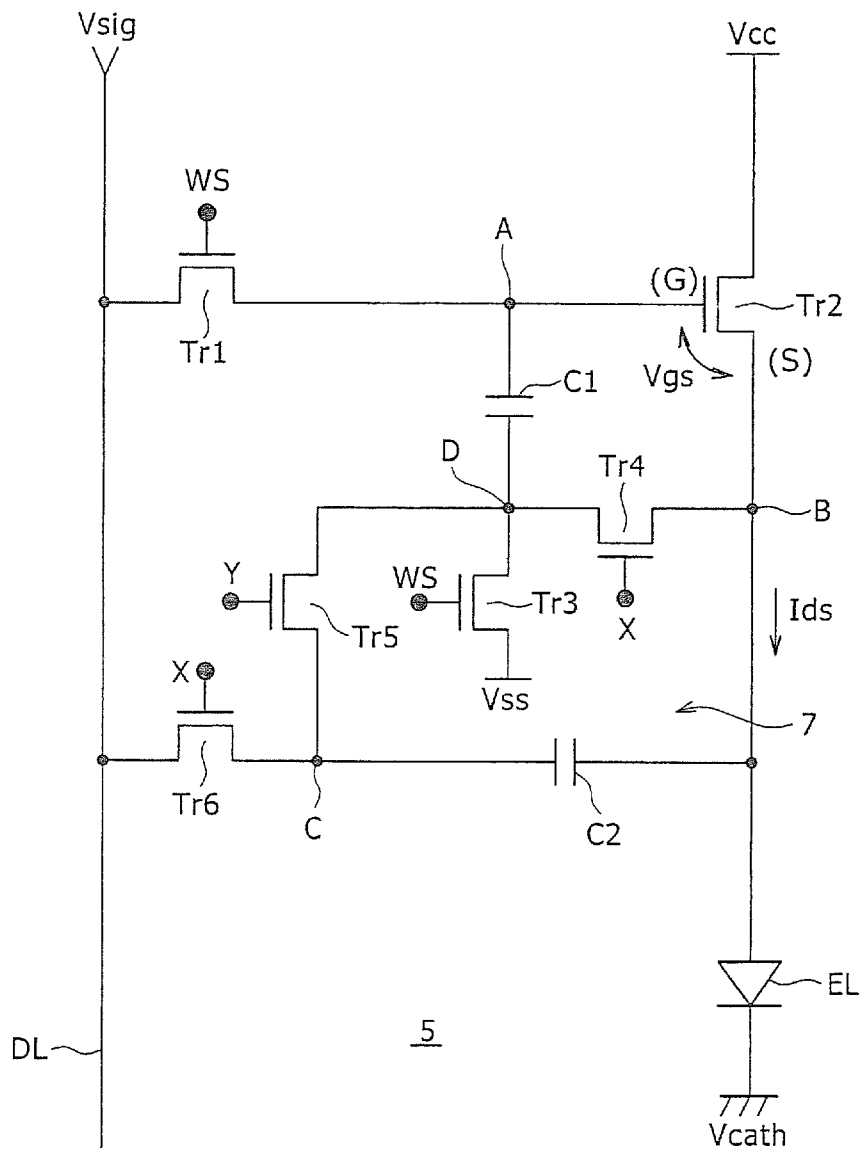 Vsig
Vcc
WS
A
(G)
Tr2
Tr1
Vgs
(S)
C1
D
Tr4
B
Y
WS
Tr3
X
Ids
Tr5
X
Vss
7
Tr6
C
C2
EL
5
DL
Vcath